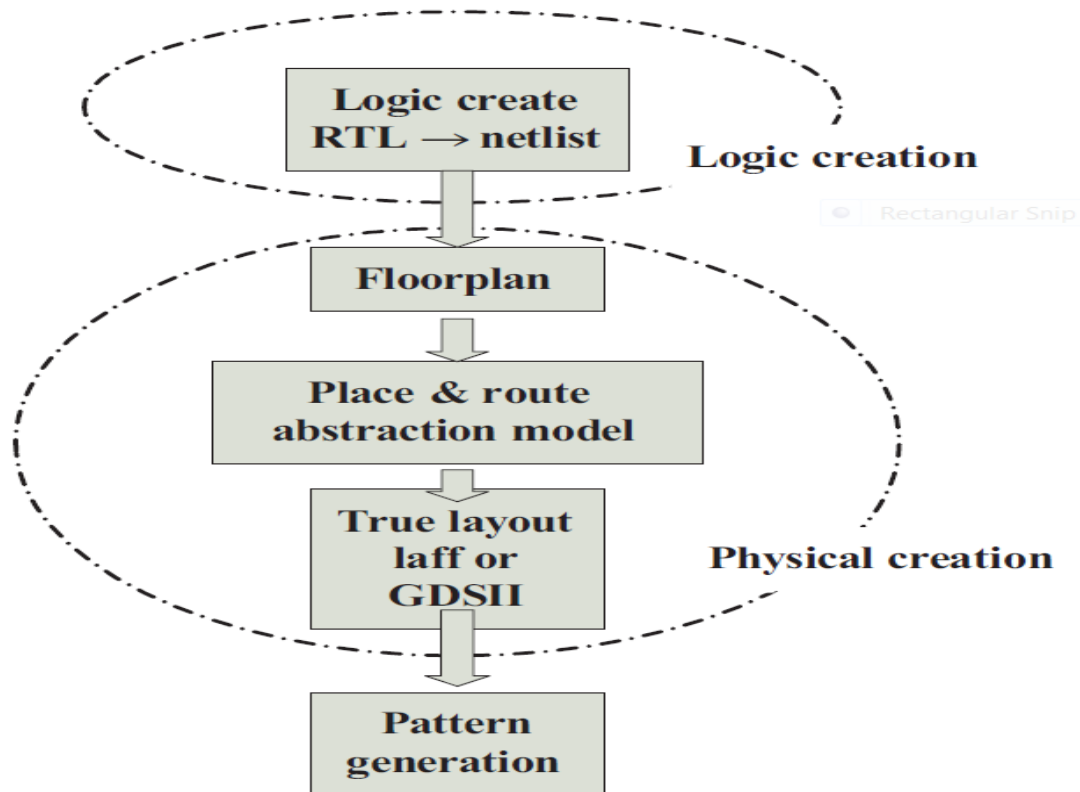 Logic create
RTL → netlist
Logic creation
Rectangular Snip
Floorplan
Place & route
abstraction model
True layout
laff or
GDSII
Physical creation
Pattern
generation